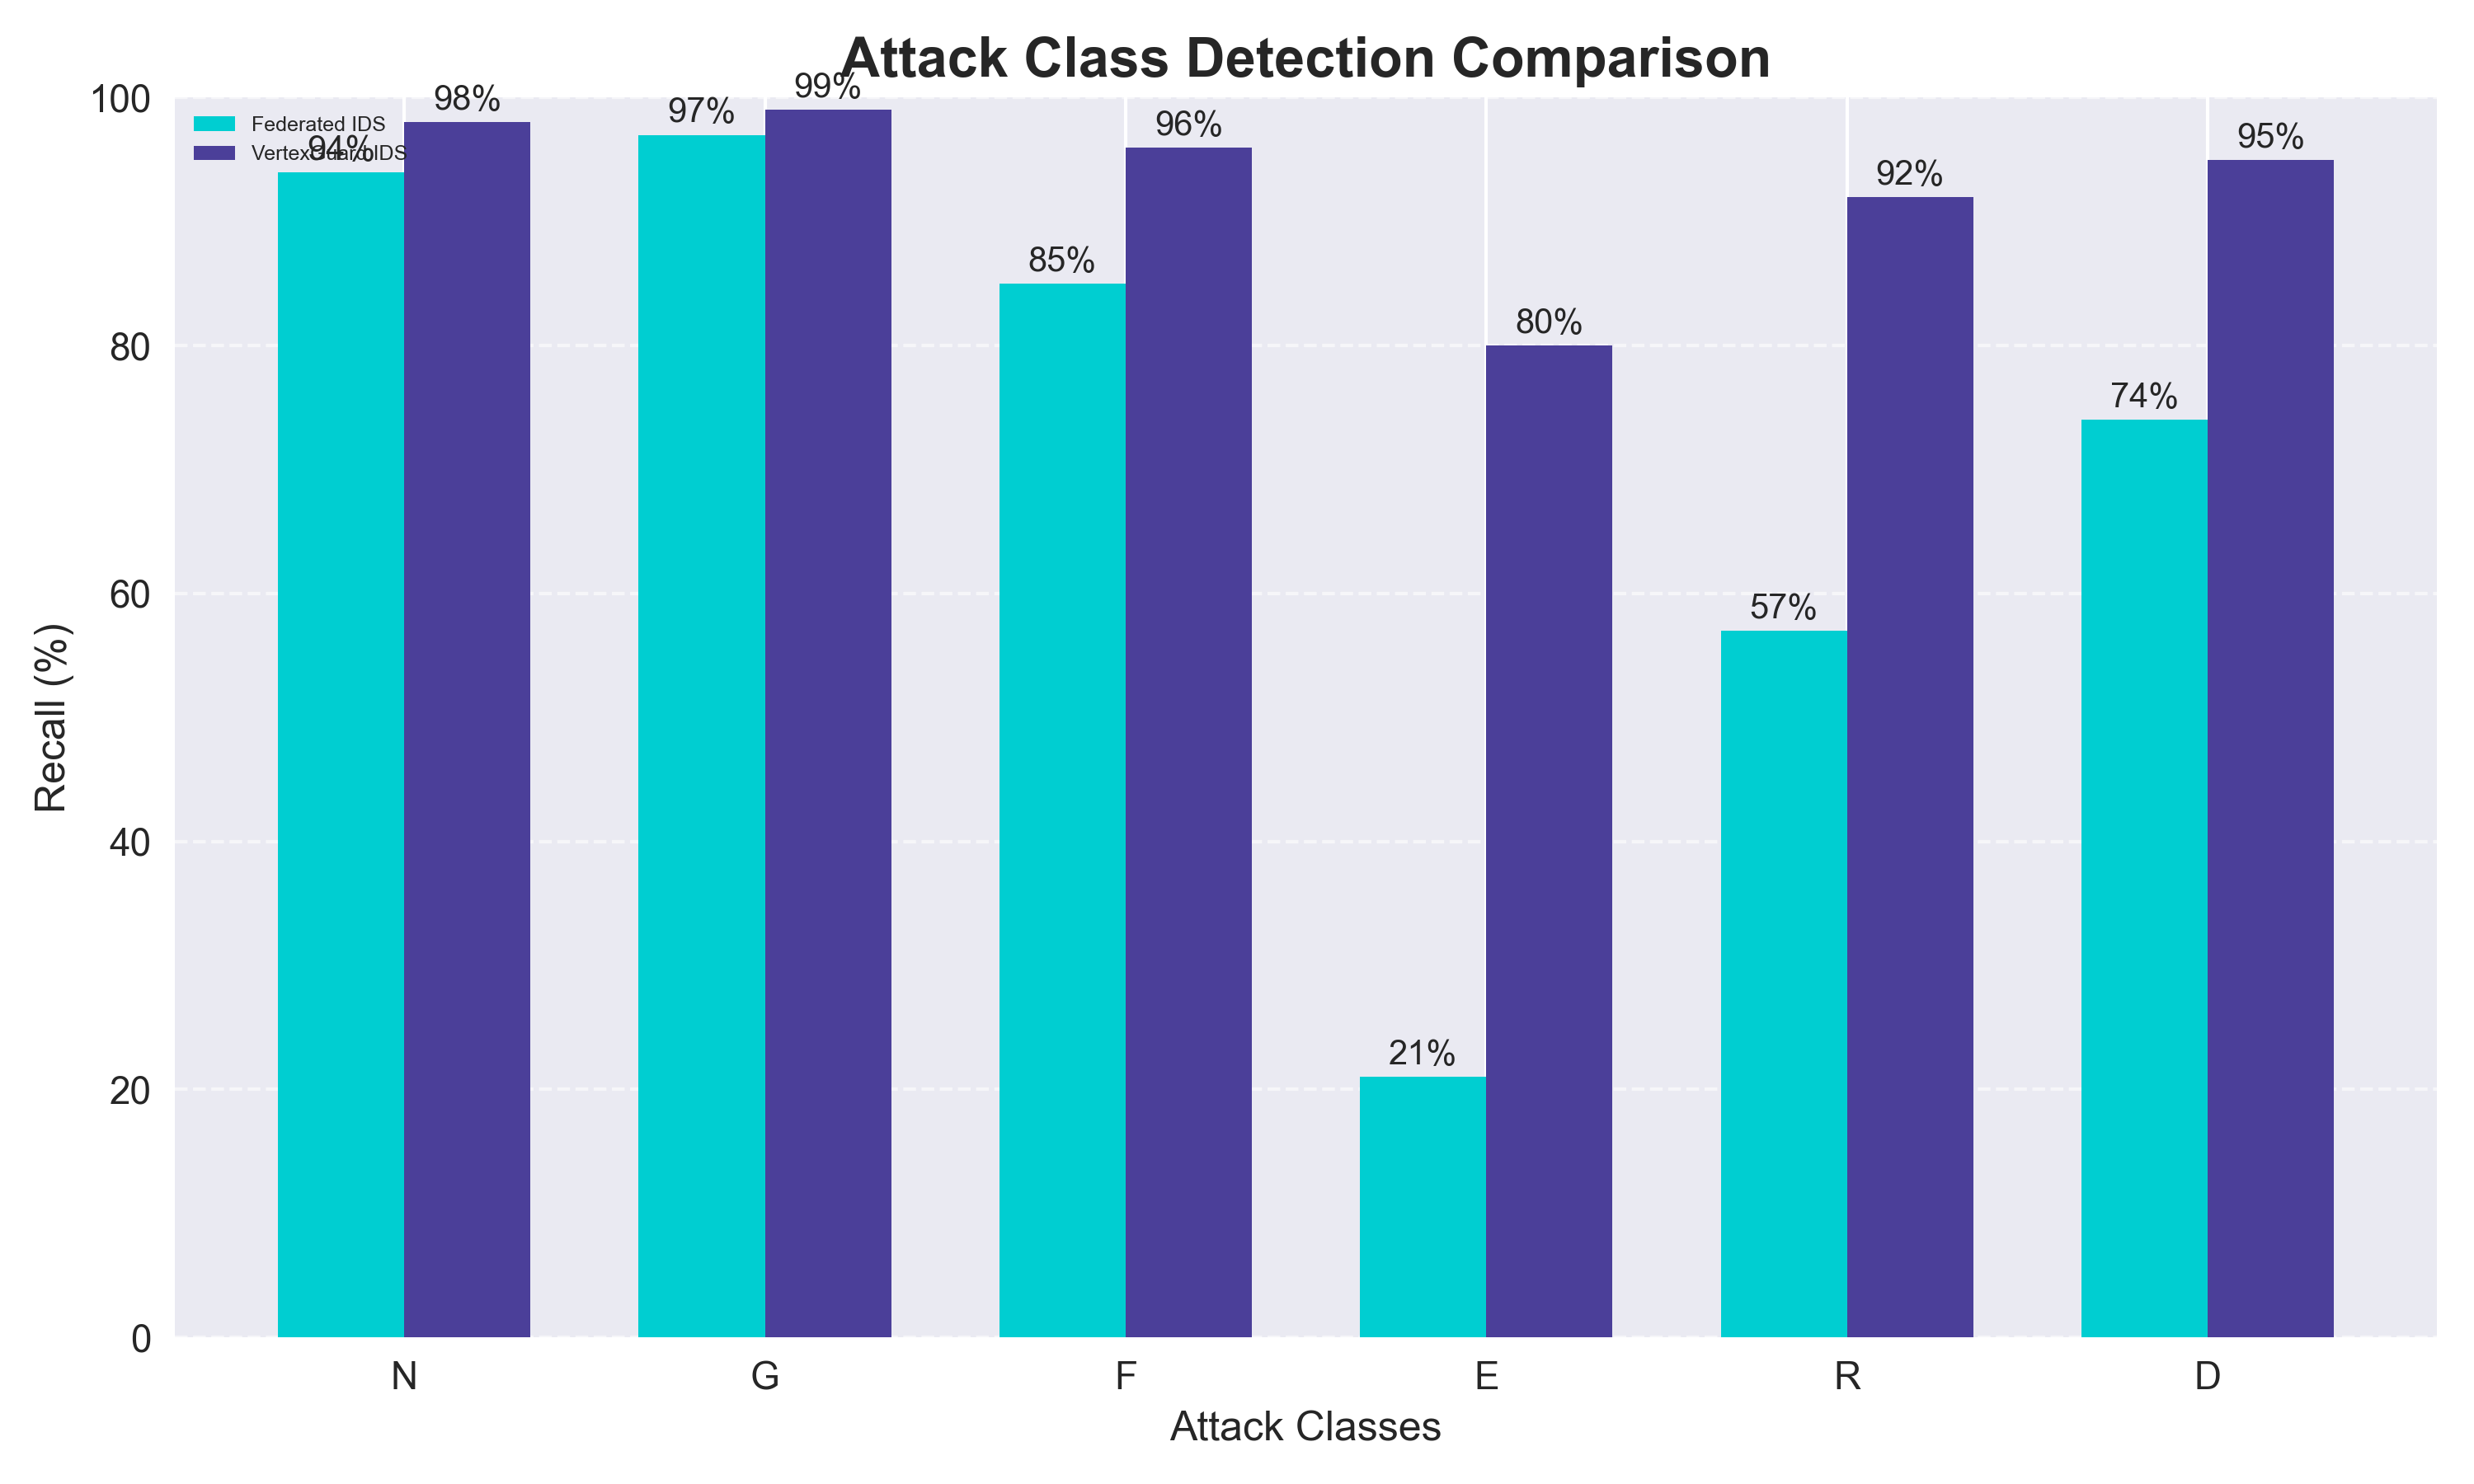 Attack Class Detection Comparison
Federated IDS
VertexGuard IDS
94%
98%
97%
99%
85%
96%
21%
80%
57%
92%
74%
95%
100
80
60
40
20
0
Recall (%)
N
G
F
E
R
D
Attack Classes